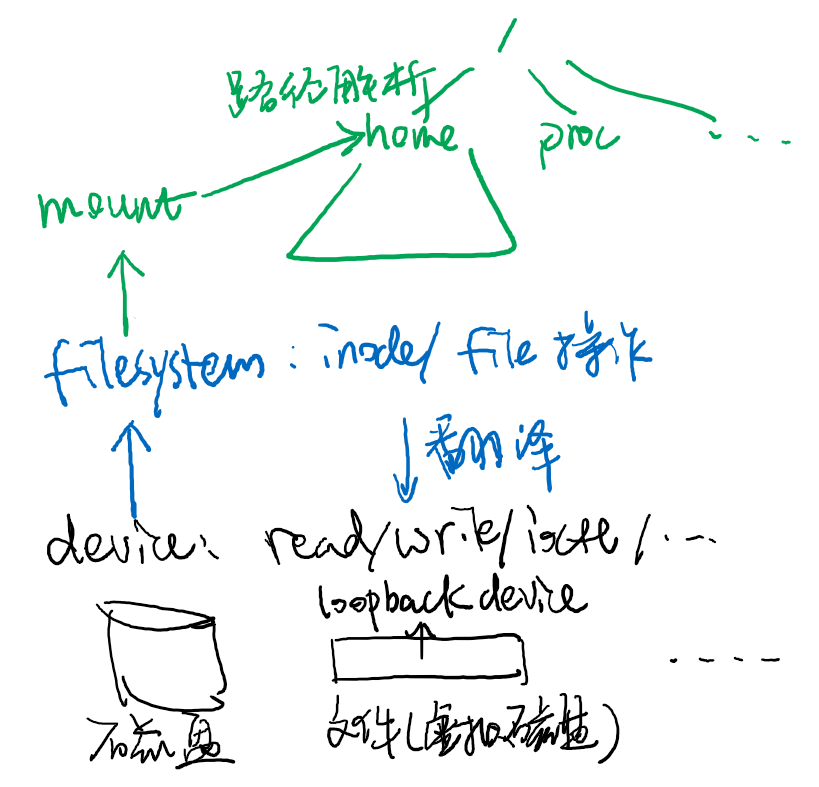 /
路径解析
home proc ...
mount
filesystem: inode/ file 操作
翻译
device: read/write/ioctl/...
loopback device
....
磁盘 文件(虚拟磁盘)